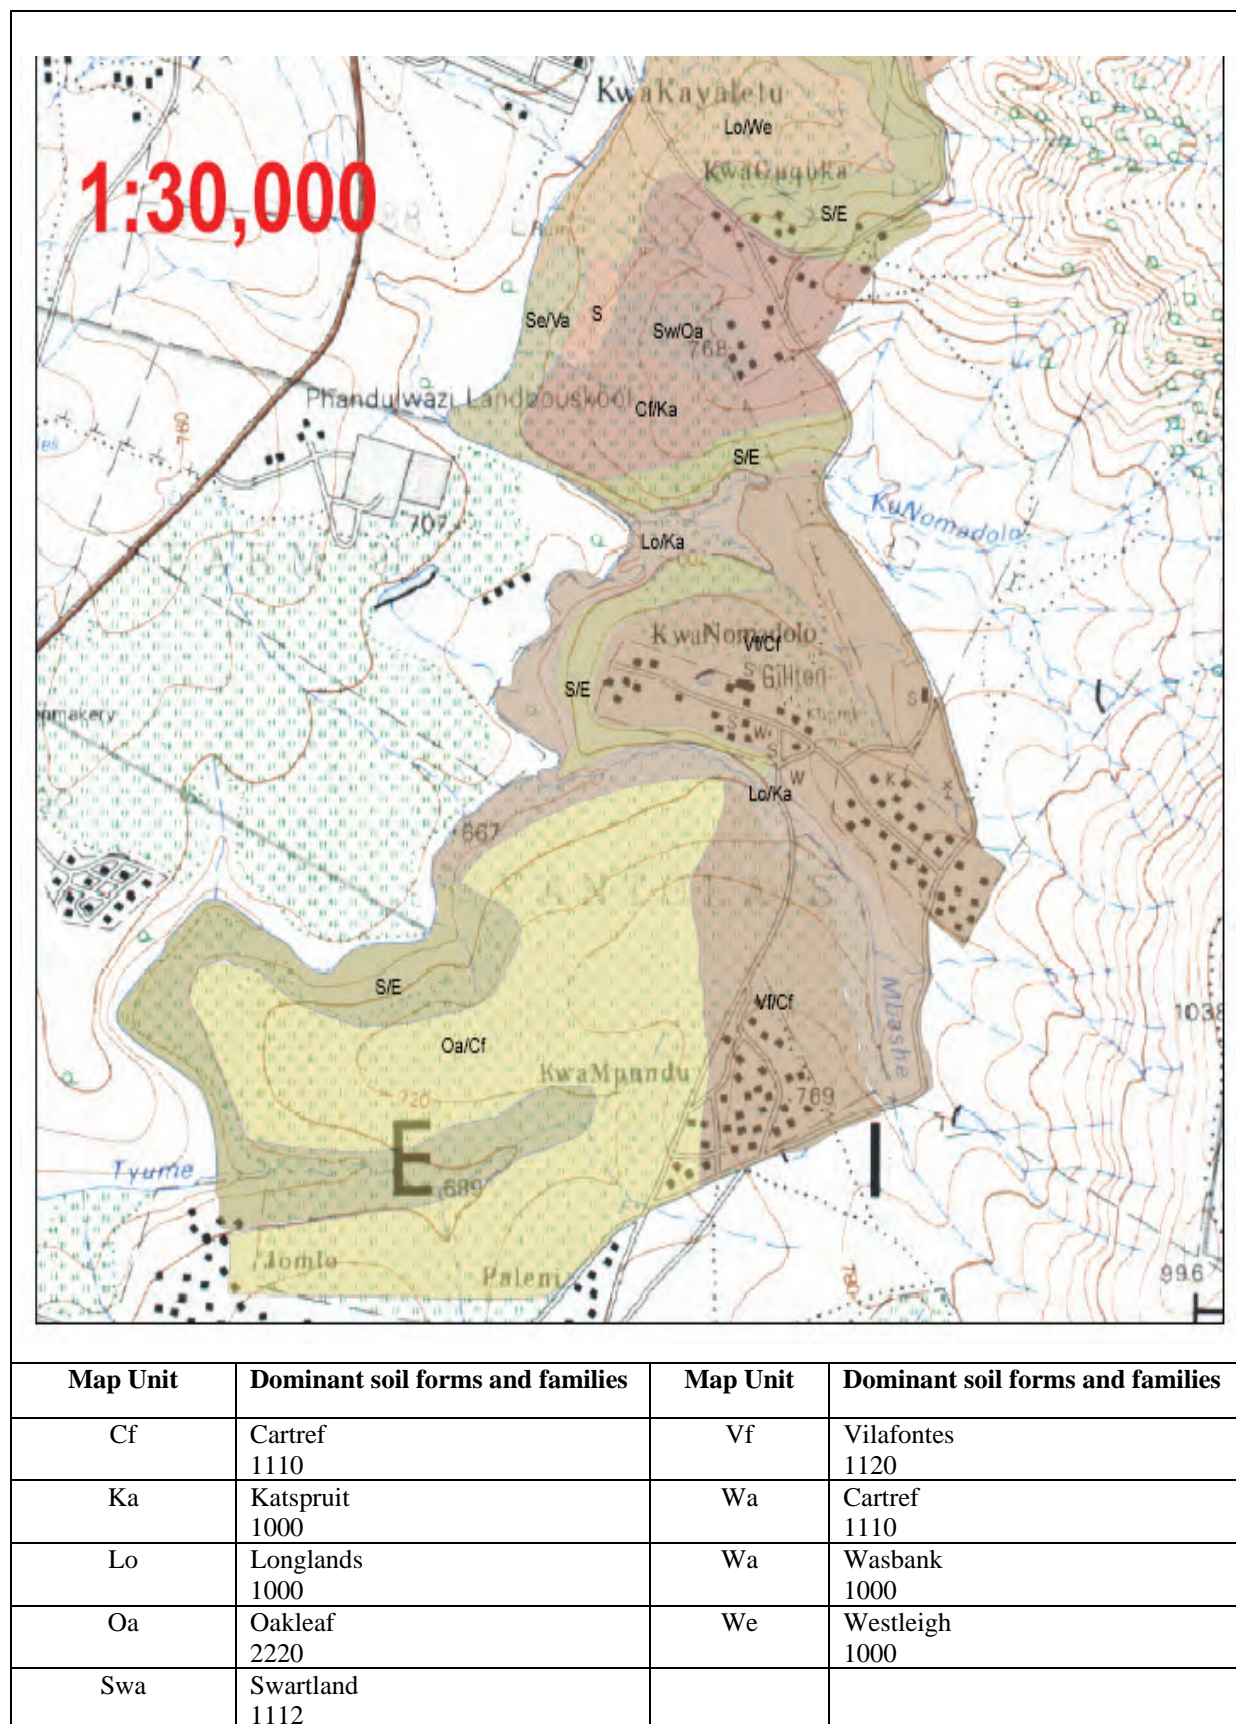 KwaKayaletu
Lo/We
1:30,000
KwaGuquka
S/E
Se/Va
S
Sw/Oa
768
Phandulwazi Landbouskool
Cf/Ka
760
S/E
707
KuNomadolo
Lo/Ka
KwaNomadolo
Vf/Cf
S
Gilton
S/E
S
S
W
S
K
W
Lo/Ka
667
S/E
Mbashe
Vf/Cf
1038
Oa/Cf
KwaMpundu
720
769
E
I
Tyume
689
Jomlo
Paleni
780
996
Map Unit Dominant soil forms and families Map Unit Dominant soil forms and families
Cf Cartref Vf Vilafontes
1110 1120
Ka Katspruit Wa Cartref
1000 1110
Lo Longlands Wa Wasbank
1000 1000
Oa Oakleaf We Westleigh
2220 1000
Swa Swartland
1112